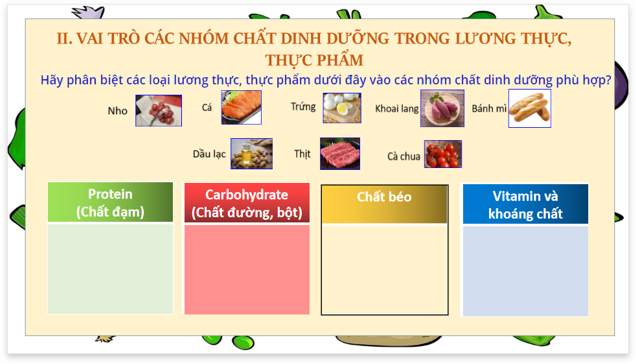 II. VAI TRÒ CÁC NHÓM CHẤT DINH DƯỠNG TRONG LƯƠNG THỰC,
THỰC PHẨM
Hãy phân biệt các loại lương thực, thực phẩm dưới đây vào các nhóm chất dinh dưỡng phù hợp?
Nho Cá Trứng Khoai lang Bánh mì
Dầu lạc Thịt Cà chua
Protein
(Chất đạm)
Carbohydrate
(Chất đường, bột)
Chất béo
Vitamin và
khoáng chất